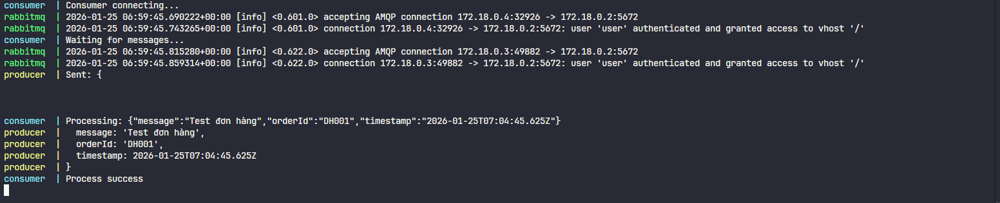 consumer  | Consumer connecting...
rabbitmq  | 2026-01-25 06:59:45.690222+00:00 [info] <0.601.0> accepting AMQP connection 172.18.0.4:32926 -> 172.18.0.2:5672
rabbitmq  | 2026-01-25 06:59:45.743265+00:00 [info] <0.601.0> connection 172.18.0.4:32926 -> 172.18.0.2:5672: user 'user' authenticated and granted access to vhost '/'
consumer  | Waiting for messages...
rabbitmq  | 2026-01-25 06:59:45.815280+00:00 [info] <0.622.0> accepting AMQP connection 172.18.0.3:49882 -> 172.18.0.2:5672
rabbitmq  | 2026-01-25 06:59:45.859314+00:00 [info] <0.622.0> connection 172.18.0.3:49882 -> 172.18.0.2:5672: user 'user' authenticated and granted access to vhost '/'
producer  | Sent: {
consumer  | Processing: {"message":"Test đơn hàng","orderId":"DH001","timestamp":"2026-01-25T07:04:45.625Z"}
producer  |   message: 'Test đơn hàng',
producer  |   orderId: 'DH001',
producer  |   timestamp: 2026-01-25T07:04:45.625Z
producer  | }
consumer  | Process success